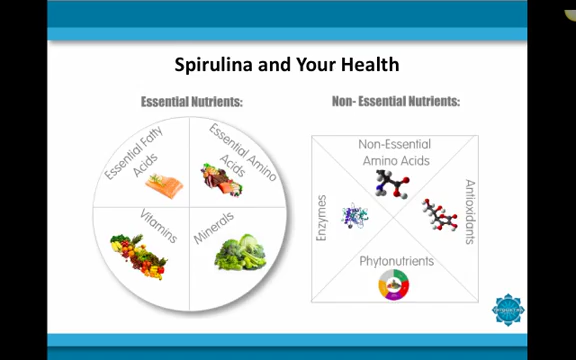 Spirulina and Your Health
Essential Nutrients:
Non- Essential Nutrients:
Essential Fatty
Acids
Essential Amino
Acids
Vitamins
Minerals
Non-Essential
Amino Acids
Enzymes
Antioxidants
Phytonutrients